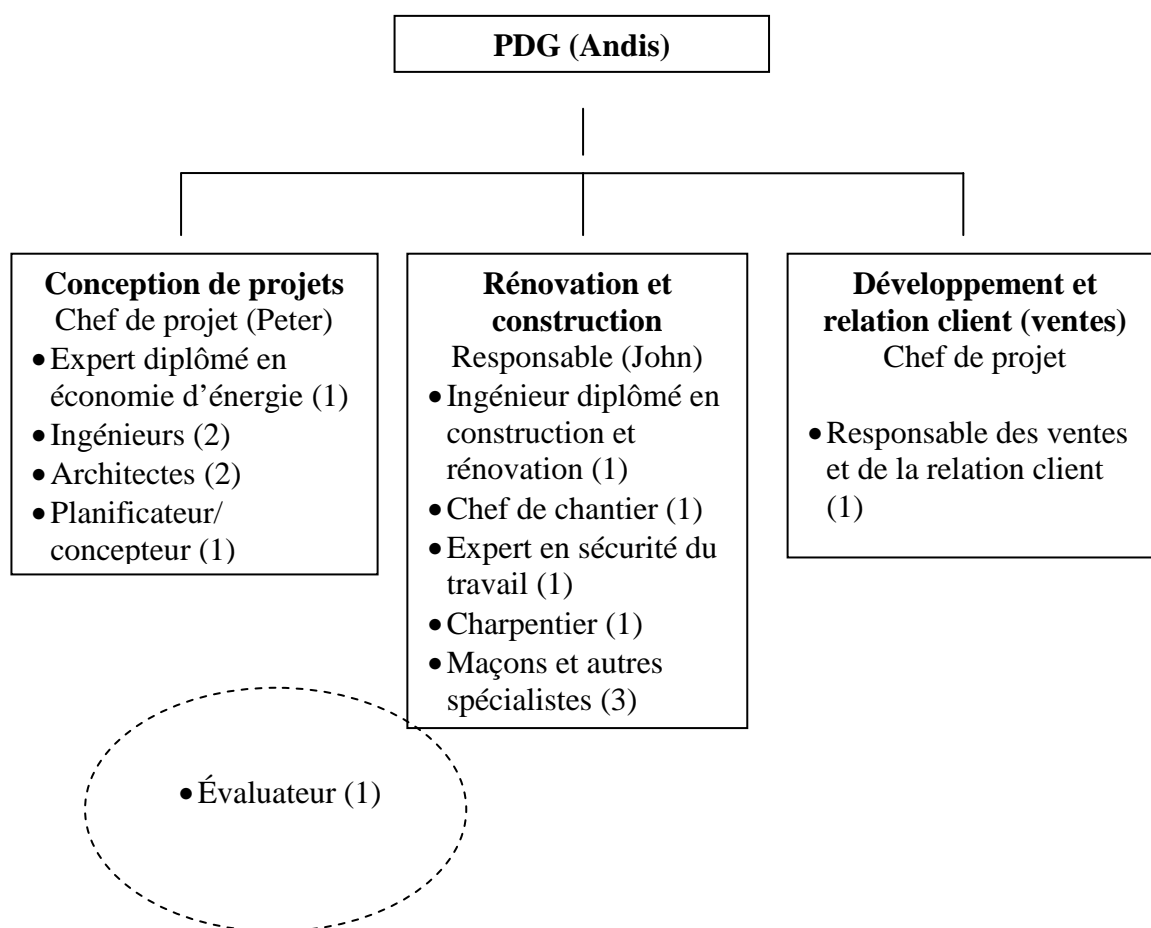 PDG (Andis)
Conception de projets
Chef de projet (Peter)
• Expert diplômé en
économie d’énergie (1)
• Ingénieurs (2)
• Architectes (2)
• Planificateur/
concepteur (1)
Rénovation et
construction
Responsable (John)
• Ingénieur diplômé en
construction et
rénovation (1)
• Chef de chantier (1)
• Expert en sécurité du
travail (1)
• Charpentier (1)
• Maçons et autres
spécialistes (3)
Développement et
relation client (ventes)
Chef de projet
• Responsable des ventes
et de la relation client
(1)
• Évaluateur (1)